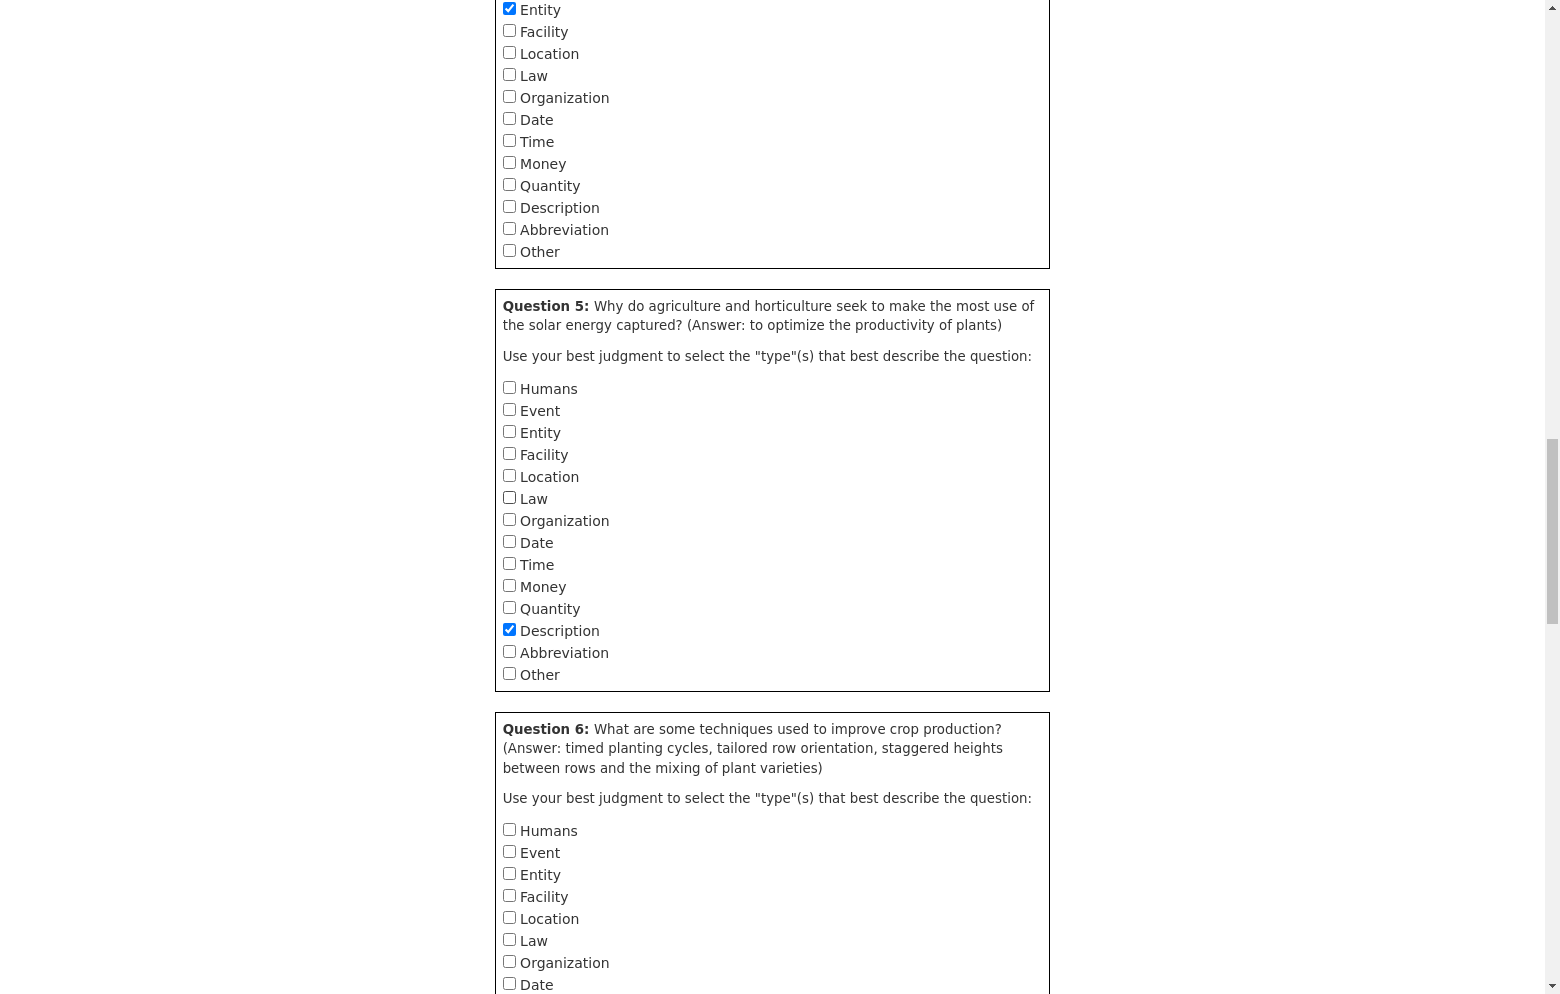 Entity
Facility
Location
Law
Organization
Date
Time
Money
Quantity
Description
Abbreviation
Other
Question 5: Why do agriculture and horticulture seek to make the most use of
the solar energy captured? (Answer: to optimize the productivity of plants)
Use your best judgment to select the "type"(s) that best describe the question:
Humans
Event
Entity
Facility
Location
Law
Organization
Date
Time
Money
Quantity
Description
Abbreviation
Other
Question 6: What are some techniques used to improve crop production?
(Answer: timed planting cycles, tailored row orientation, staggered heights
between rows and the mixing of plant varieties)
Use your best judgment to select the "type"(s) that best describe the question:
Humans
Event
Entity
Facility
Location
Law
Organization
Date